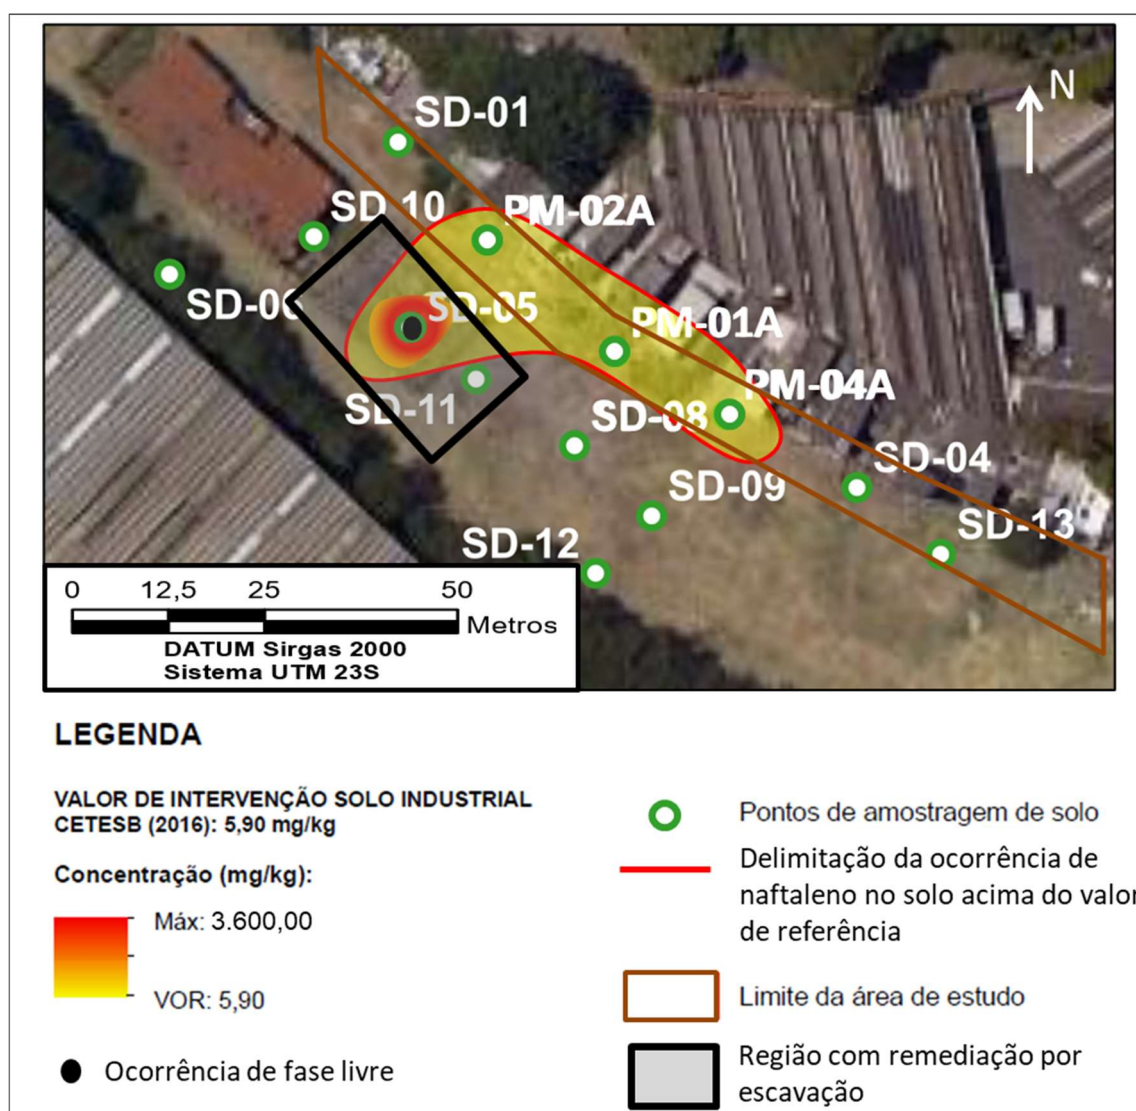 N
SD-01
SD-10
PM-02A
SD-06
SD-05
PM-01A
PM-04A
SD-11
SD-08
SD-04
SD-09
SD-13
SD-12
0 12,5 25 50
Metros
DATUM Sirgas 2000
Sistema UTM 23S
LEGENDA
VALOR DE INTERVENÇÃO SOLO INDUSTRIAL
CETESB (2016): 5,90 mg/kg
Concentração (mg/kg):
Máx: 3.600,00
VOR: 5,90
Ocorrência de fase livre
Pontos de amostragem de solo
Delimitação da ocorrência de
naftaleno no solo acima do valor
de referência
Limite da área de estudo
Região com remediação por
escavação